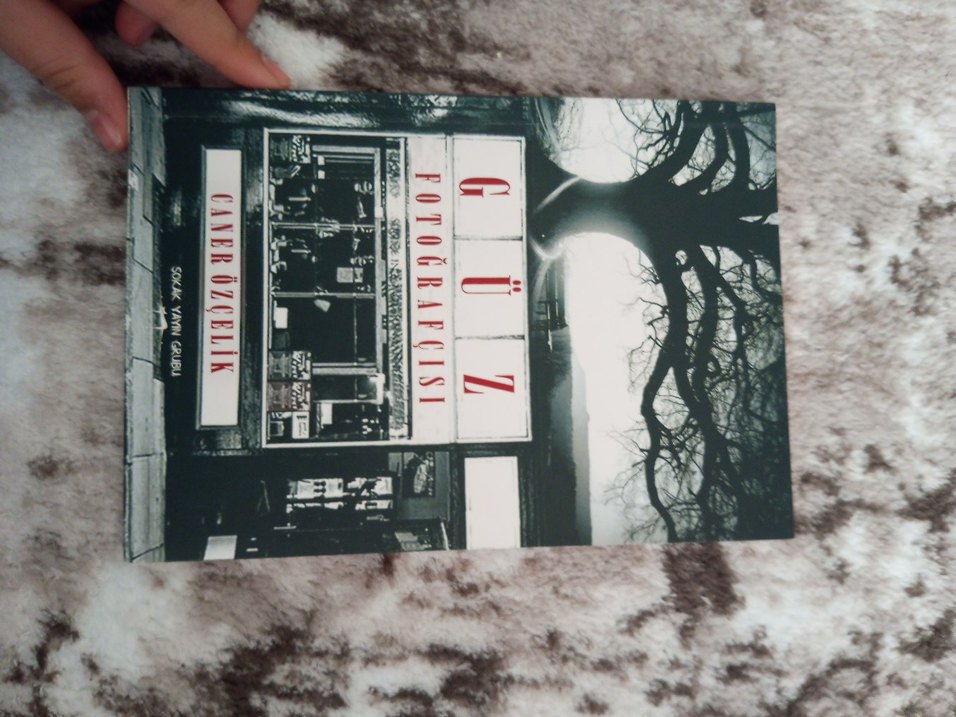 GÜZ
FOTOĞRAFÇISI
CANER ÖZÇELİK
SOKAK YAYIN GRUBU